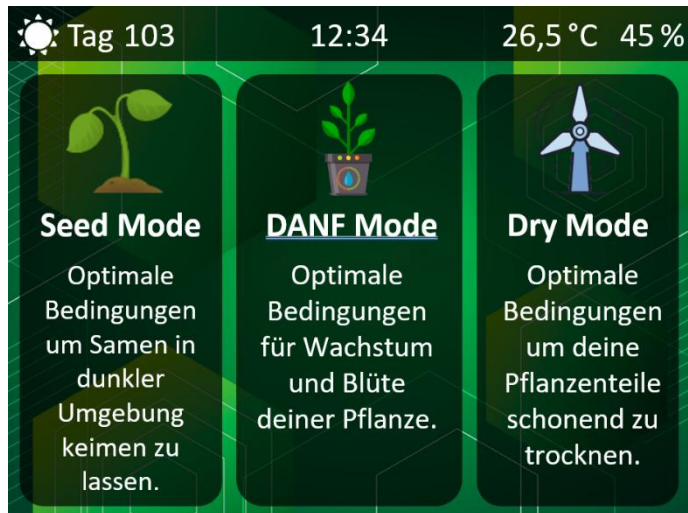 Tag 103 12:34 26,5 °C 45 %
Seed Mode
Optimale
Bedingungen
um Samen in
dunkler
Umgebung
keimen zu
lassen.
DANF Mode
Optimale
Bedingungen
für Wachstum
und Blüte
deiner Pflanze.
Dry Mode
Optimale
Bedingungen
um deine
Pflanzenteile
schonend zu
trocknen.